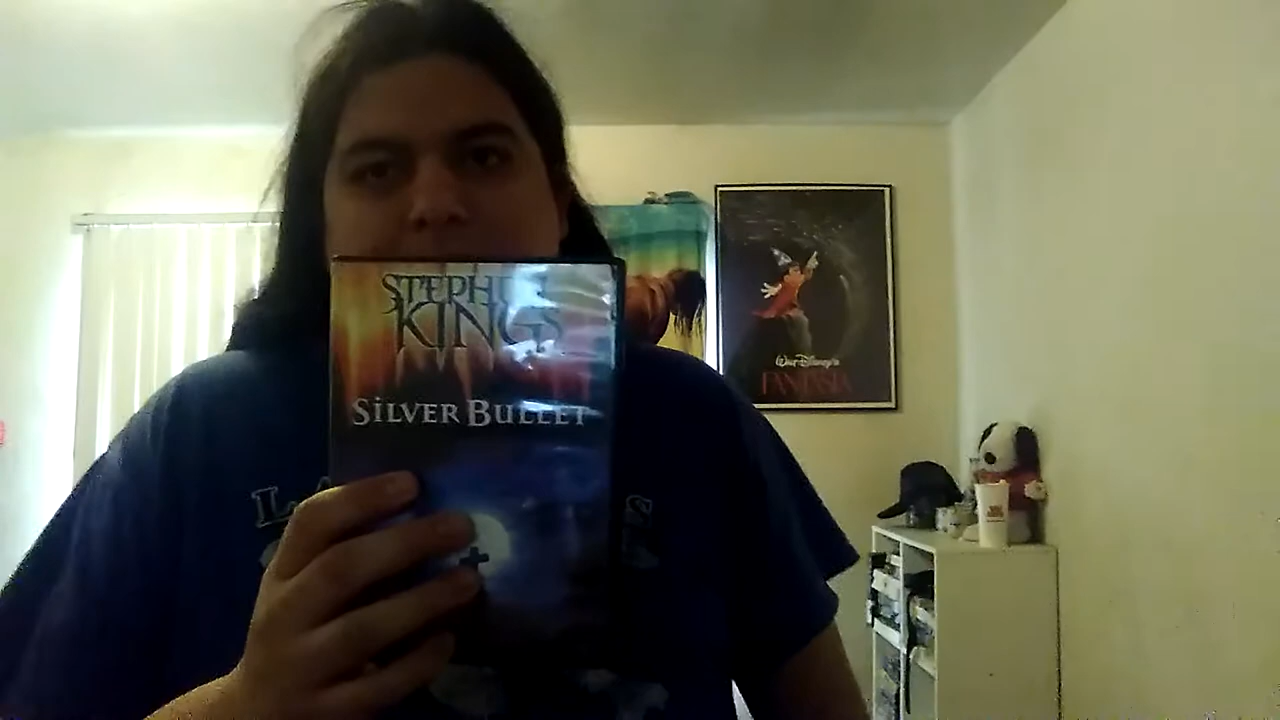 STEPHEN
KING'S
SILVER BULLET
WALT DISNEY'S
FANTASIA